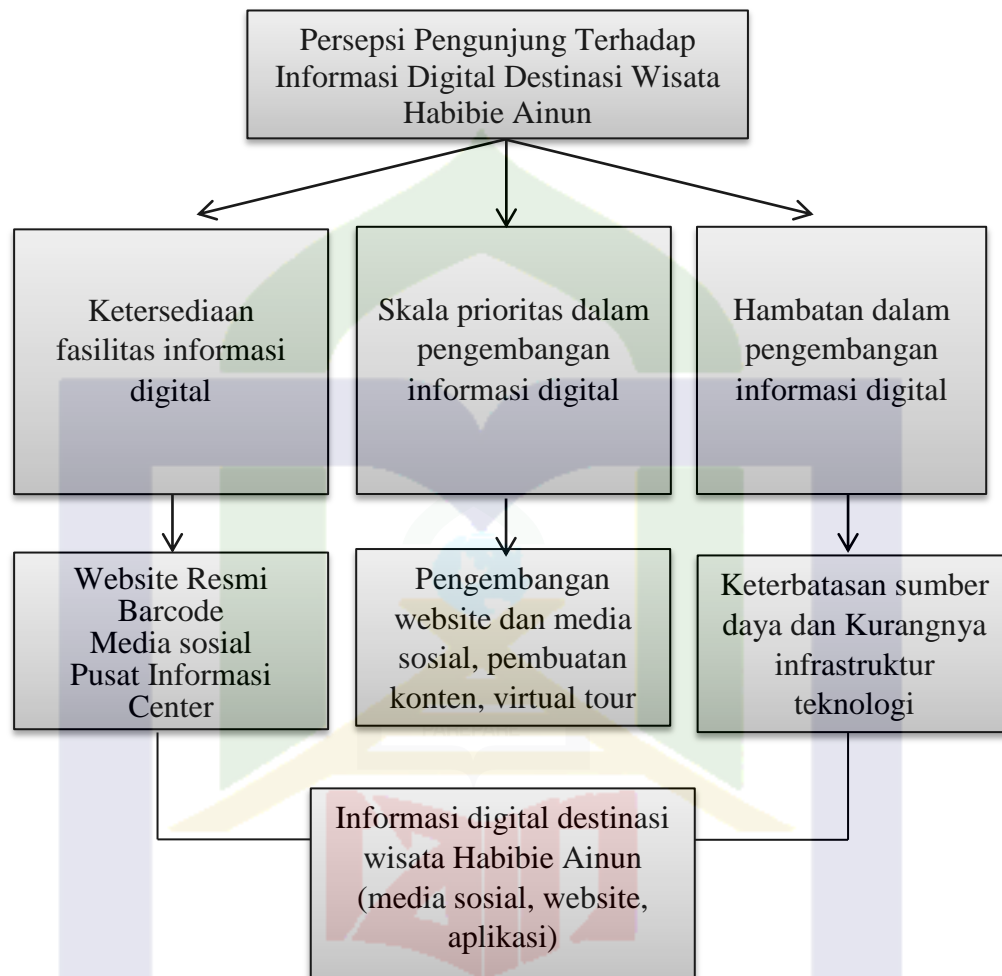 Persepsi Pengunjung Terhadap
Informasi Digital Destinasi Wisata
Habibie Ainun
Ketersediaan
fasilitas informasi
digital
Skala prioritas dalam
pengembangan
informasi digital
Hambatan dalam
pengembangan
informasi digital
Website Resmi
Barcode
Media sosial
Pusat Informasi
Center
Pengembangan
website dan media
sosial, pembuatan
konten, virtual tour
Keterbatasan sumber
daya dan Kurangnya
infrastruktur
teknologi
Informasi digital destinasi
wisata Habibie Ainun
(media sosial, website,
aplikasi)